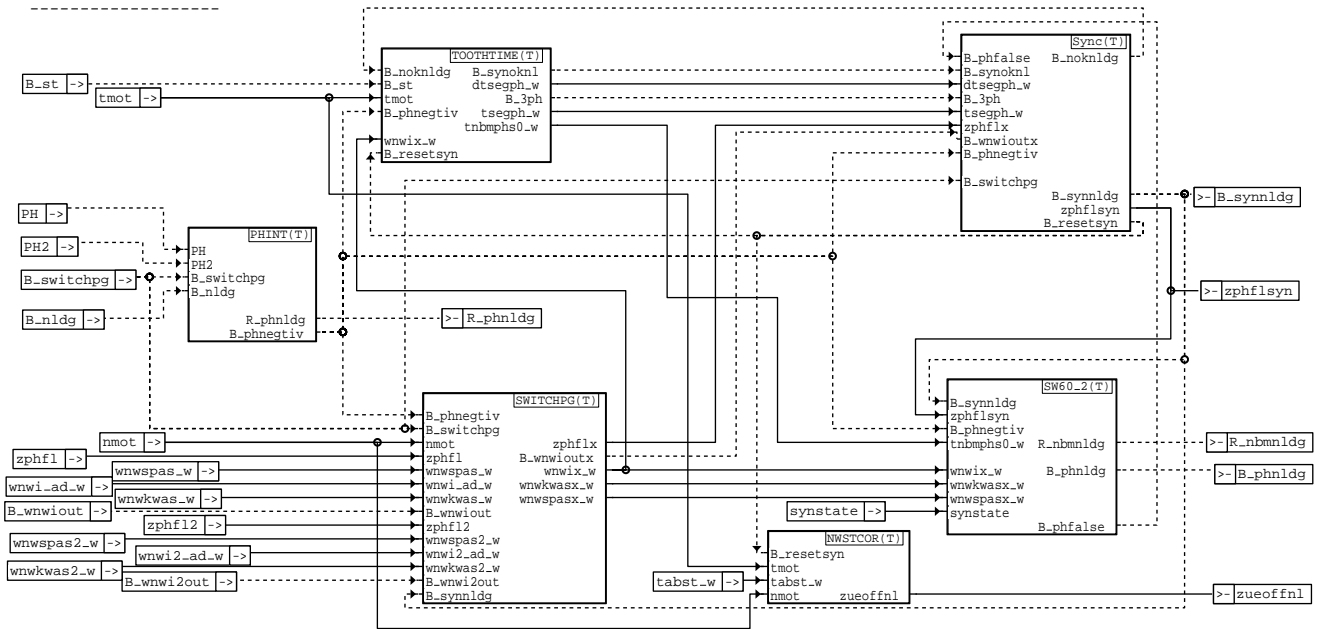 B_st ->
tmot ->
TOOTHTIME(T)
B_noknldg B_synoknl
B_st dtsegph_w
tmot B_3ph
B_phnegtiv tsegph_w
tnbmphs0_w
wnwix_w
B_resetsyn
Sync(T)
B_phfalse B_noknldg
B_synoknl
dtsegph_w
B_3ph
tsegph_w
zphflx
B_wnwioutx
B_phnegtiv
B_switchpg
B_synnldg
zphflsyn
B_resetsyn
>- B_synnldg
>- zphflsyn
PH ->
PH2 ->
B_switchpg ->
B_nldg ->
PHINT(T)
PH
PH2
B_switchpg
B_nldg
R_phnldg
B_phnegtiv
>- R_phnldg
nmot ->
zphfl ->
wnwspas_w ->
wnwi_ad_w ->
wnwkwas_w ->
B_wnwiout ->
zphfl2 ->
wnwspas2_w ->
wnwi2_ad_w ->
wnwkwas2_w ->
B_wnwi2out ->
SWITCHPG(T)
B_phnegtiv
B_switchpg
nmot zphflx
zphfl B_wnwioutx
wnwspas_w wnwix_w
wnwi_ad_w wnwkwasx_w
wnwkwas_w wnwspasx_w
B_wnwiout
zphfl2
wnwspas2_w
wnwi2_ad_w
wnwkwas2_w
B_wnwi2out
B_synnldg
SW60_2(T)
B_synnldg
zphflsyn
B_phnegtiv
tnbmphs0_w R_nbmnldg
wnwix_w B_phnldg
wnwkwasx_w
wnwspasx_w
synstate
B_phfalse
synstate ->
>- R_nbmnldg
>- B_phnldg
NWSTCOR(T)
B_resetsyn
tmot
tabst_w
nmot zueoffnl
tabst_w ->
>- zueoffnl